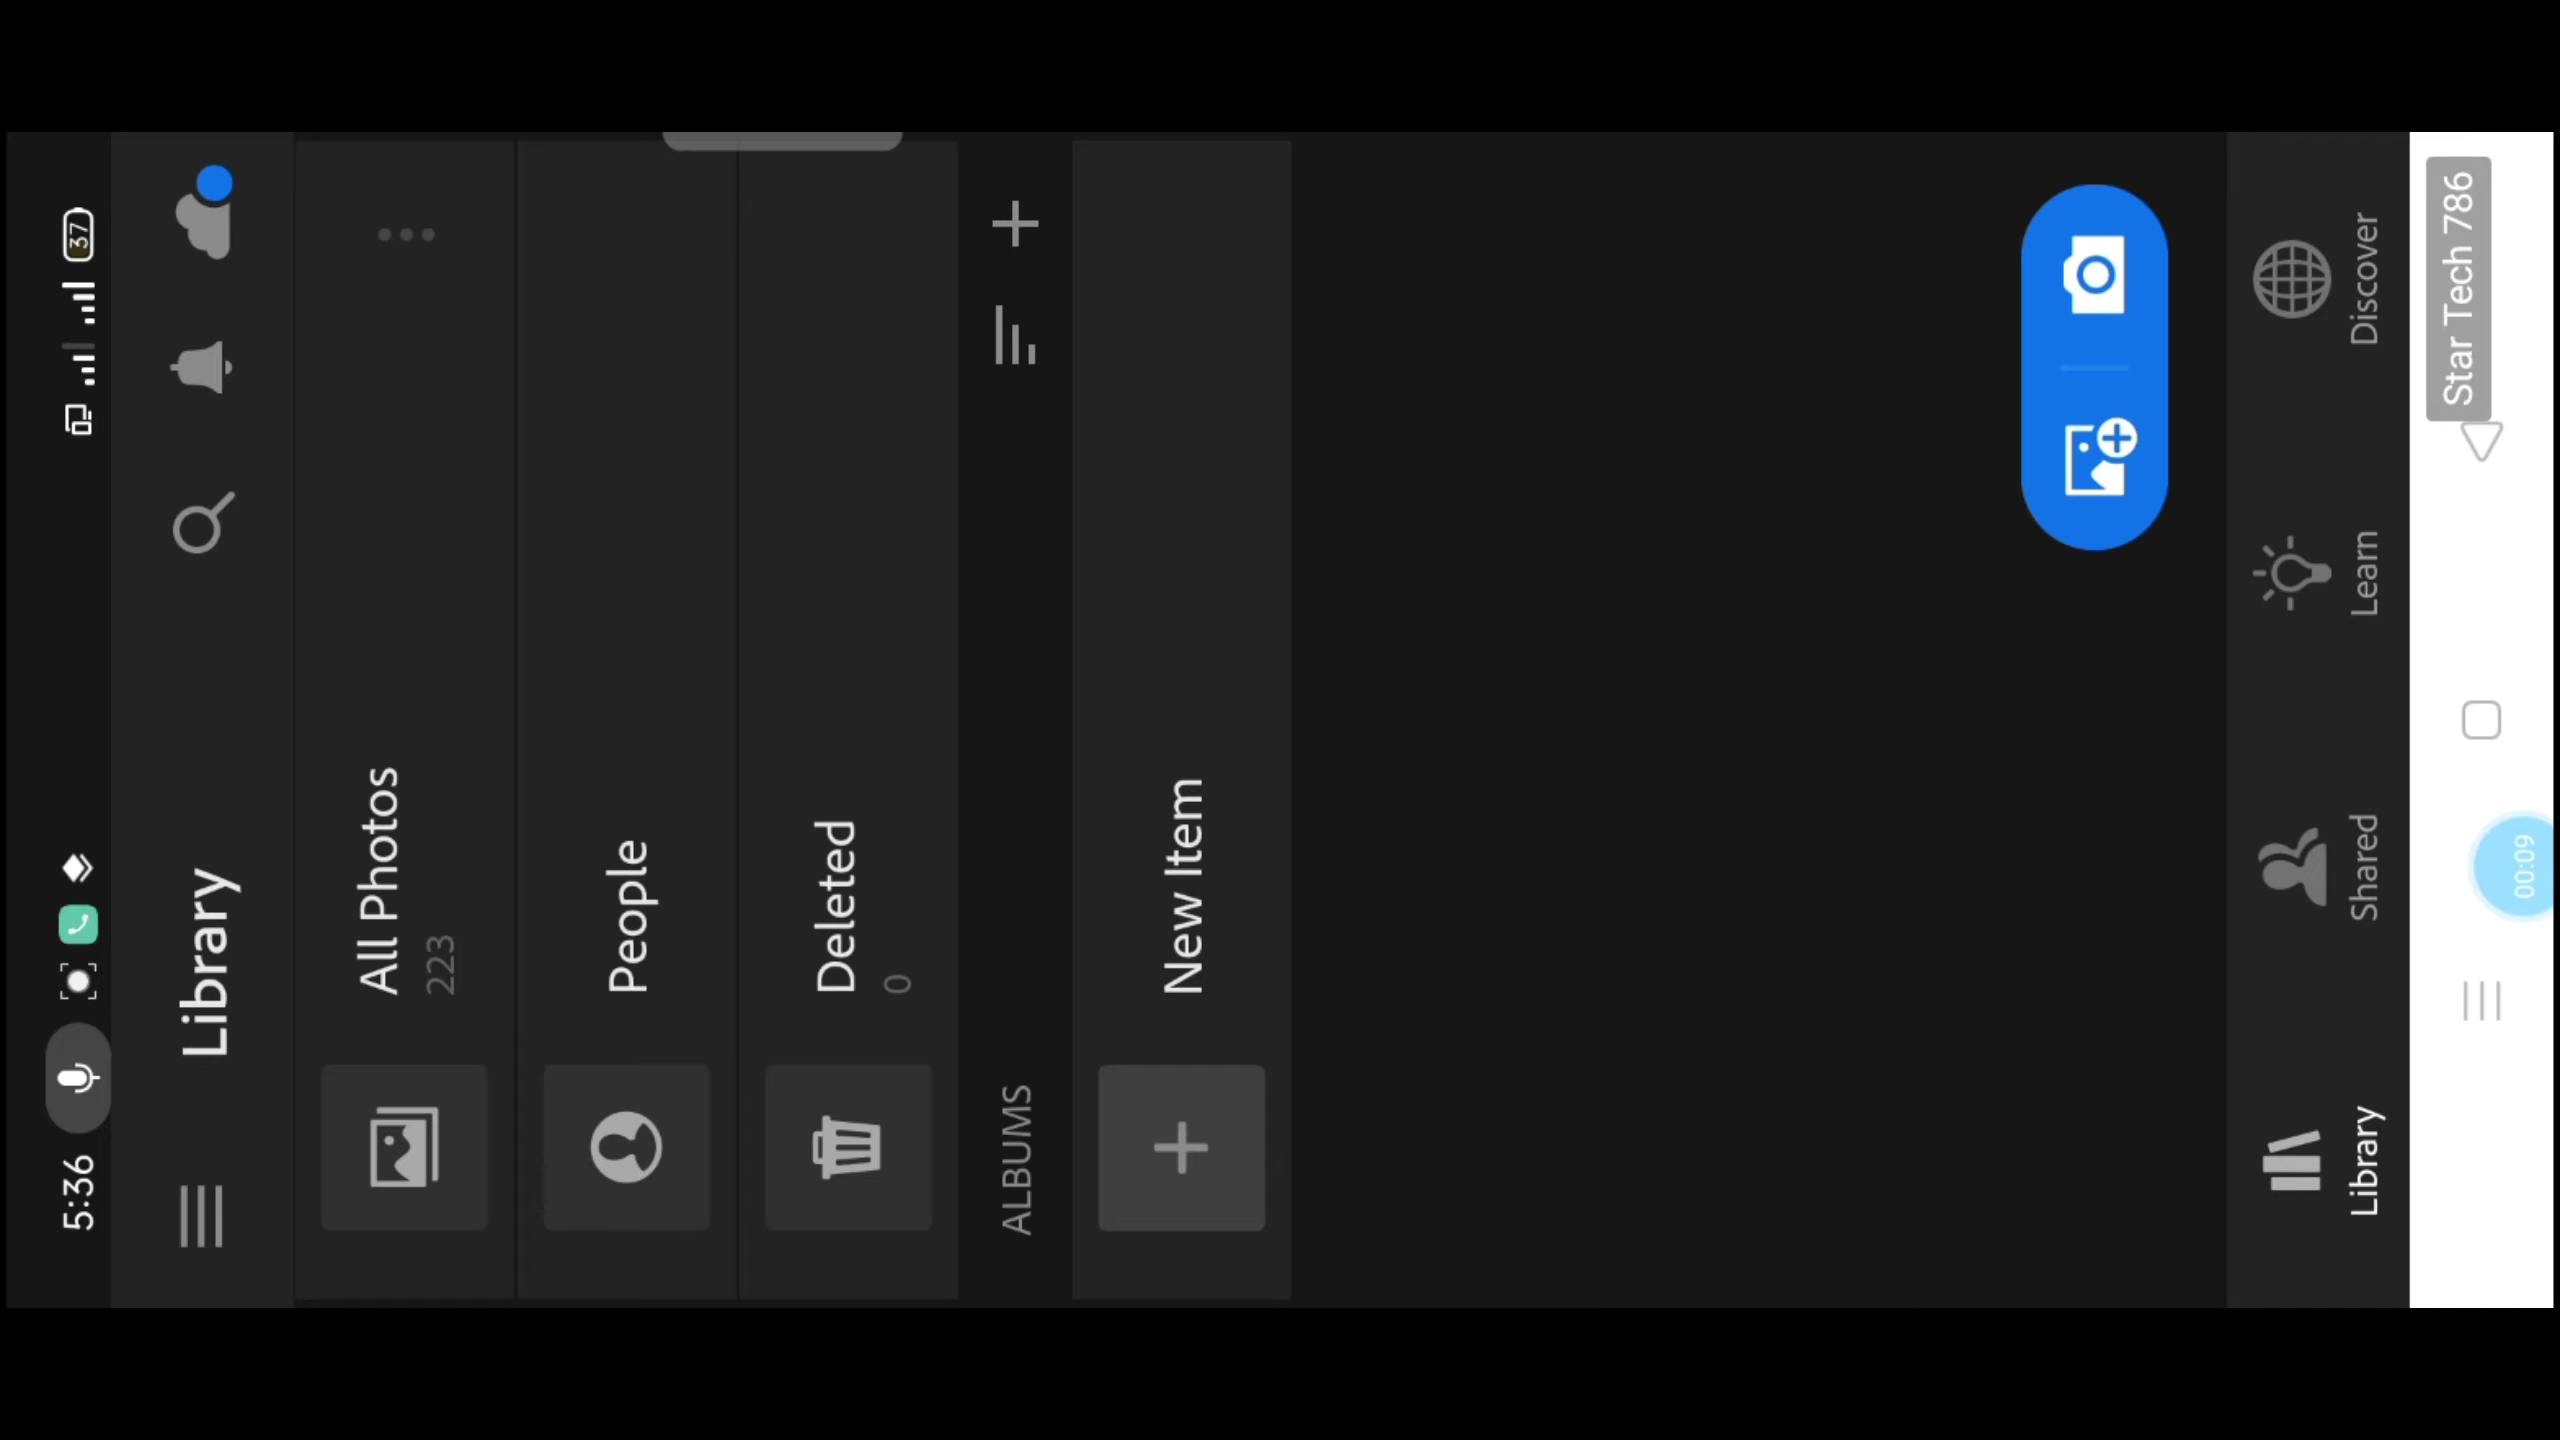 5:36
37
Library
All Photos
223
People
Deleted
0
ALBUMS
New Item
Library
Shared
Learn
Discover
00:09
Star Tech 786